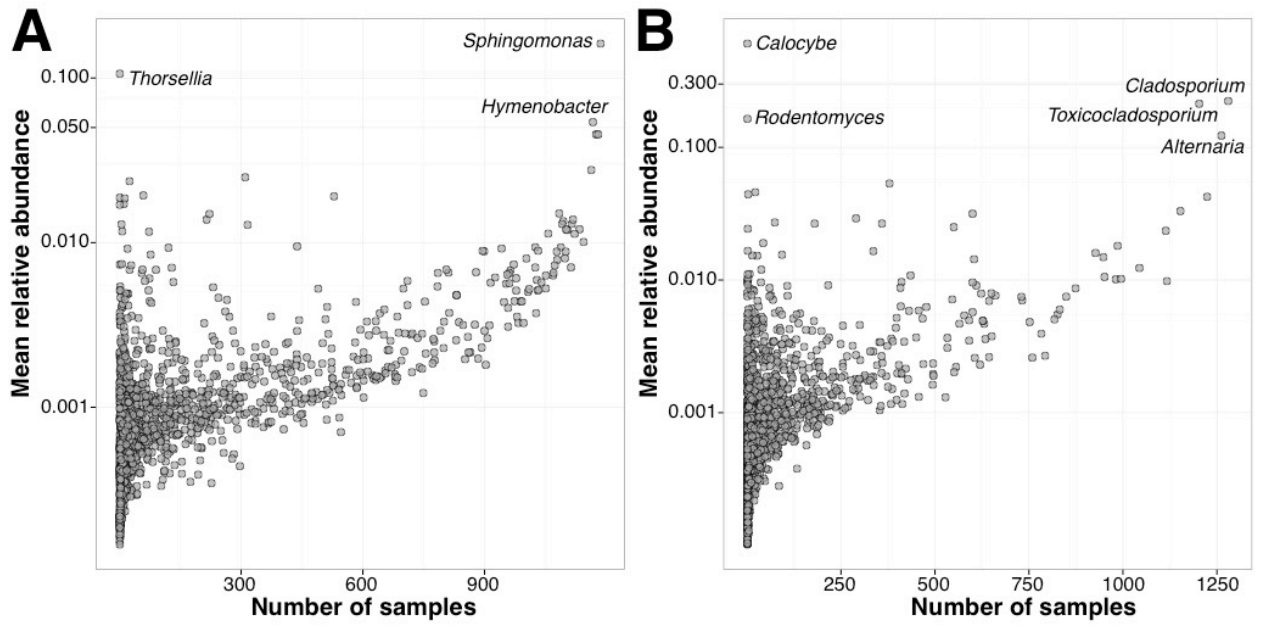 A
Sphingomonas
Thorsellia
Hymenobacter
0.100
0.050
0.010
0.001
Mean relative abundance
300
600
900
Number of samples
B
Calocybe
Cladosporium
Toxicocladosporium
Rodentomyces
Alternaria
0.300
0.100
0.010
0.001
Mean relative abundance
250
500
750
1000
1250
Number of samples